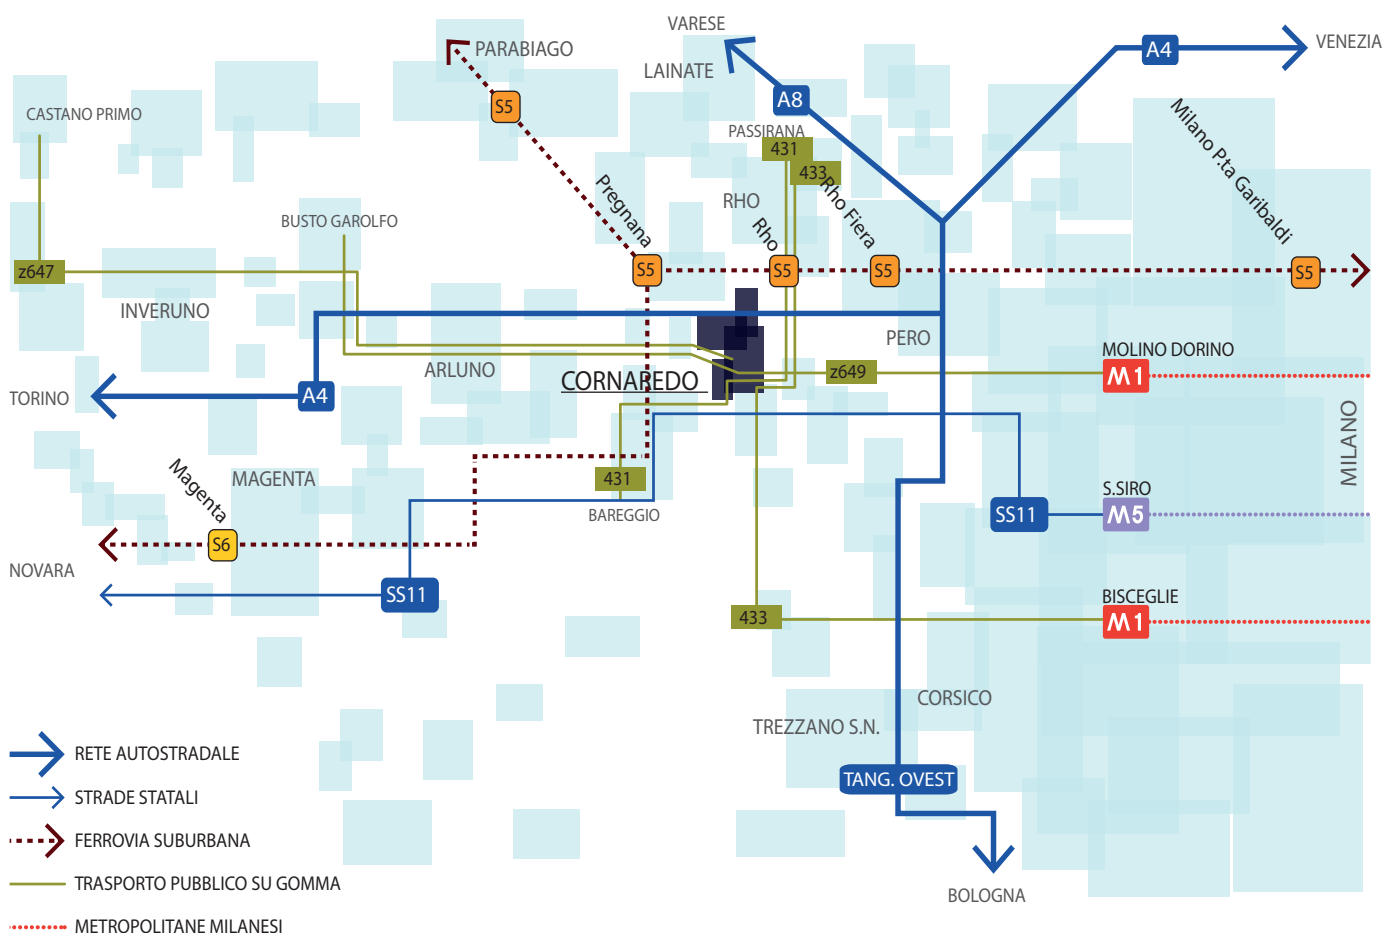 VARESE
PARABIAGO
VENEZIA
A4
LAINATE
S5
A8
CASTANO PRIMO
PASSIRANA
431
433
Milano P.ta Garibaldi
Pregnana
RHO
Rho
Rho Fiera
BUSTO GAROLFO
z647
S5
S5
S5
S5
INVERUNO
PERO
MOLINO DORINO
ARLUNO
CORNAREDO
z649
M1
TORINO
A4
MILANO
Magenta
MAGENTA
431
S.SIRO
BAREGGIO
SS11
M5
S6
NOVARA
SS11
BISCEGLIE
433
M1
CORSICO
TREZZANO S.N.
TANG. OVEST
BOLOGNA
RETE AUTOSTRADALE
STRADE STATALI
FERROVIA SUBURBANA
TRASPORTO PUBBLICO SU GOMMA
METROPOLITANE MILANESI